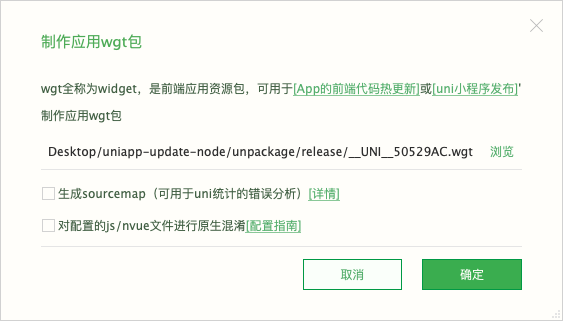 制作应用wgt包
wgt全称为widget，是前端应用资源包，可用于[App的前端代码热更新]或[uni小程序发布]'
制作应用wgt包
Desktop/uniapp-update-node/unpackage/release/__UNI__50529AC.wgt 浏览
生成sourcemap（可用于uni统计的错误分析）[详情]
对配置的js/nvue文件进行原生混淆[配置指南]
取消 确定